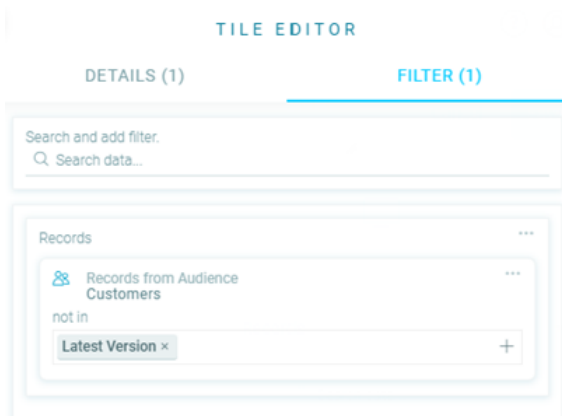 TILE EDITOR
DETAILS (1)
FILTER (1)
Search and add filter.
Search data...
Records
Records from Audience
Customers
not in
Latest Version ×